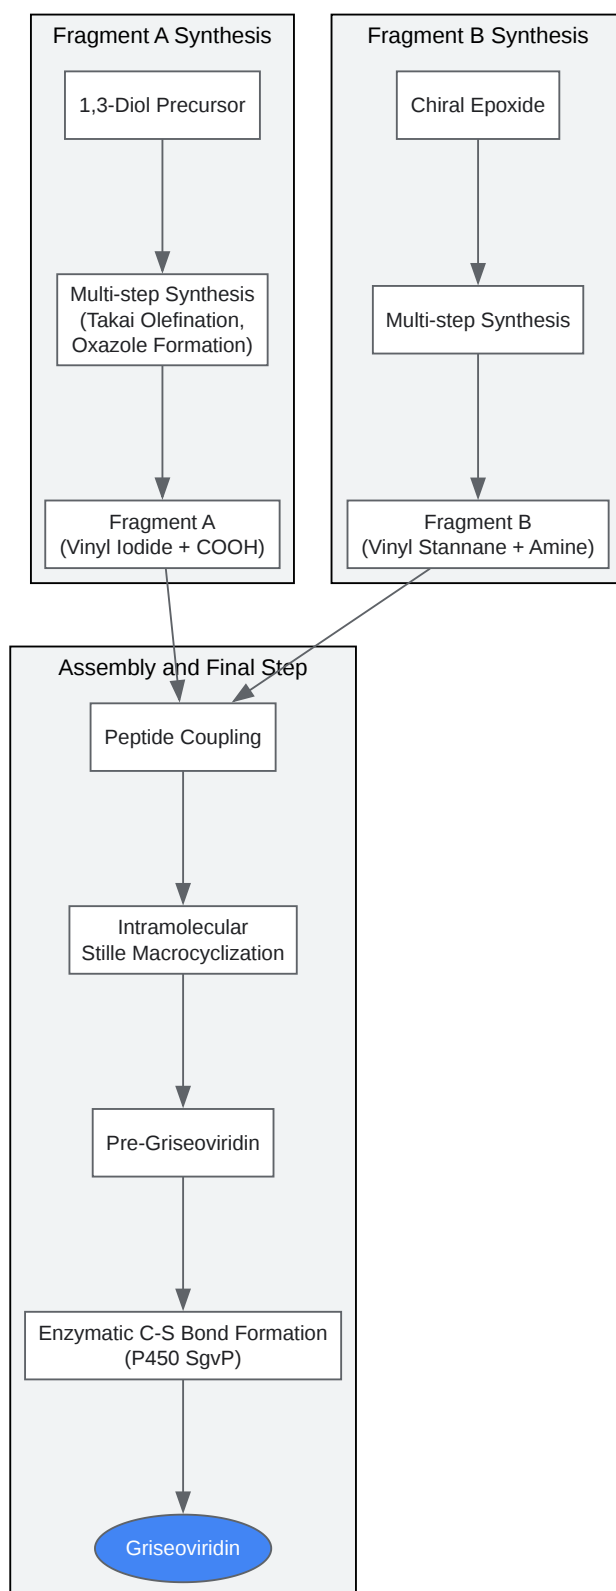 Fragment A Synthesis
1,3-Diol Precursor
Multi-step Synthesis
(Takai Olefination,
Oxazole Formation)
Fragment A
(Vinyl Iodide + COOH)
Fragment B Synthesis
Chiral Epoxide
Multi-step Synthesis
Fragment B
(Vinyl Stannane + Amine)
Assembly and Final Step
Peptide Coupling
Intramolecular
Stille Macrocyclization
Pre-Griseoviridin
Enzymatic C-S Bond Formation
(P450 SgvP)
Griseoviridin